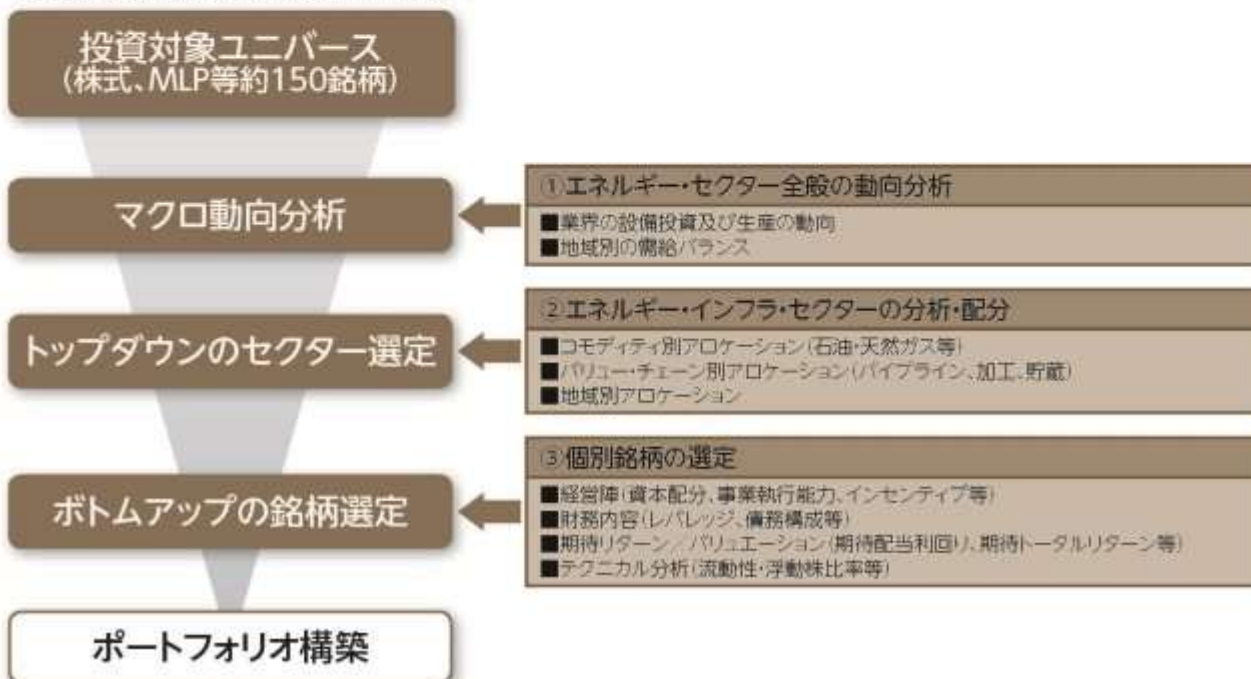 投資対象ユニバース
(株式、MLP等約150銘柄)
マクロ動向分析
①エネルギー・セクター全般の動向分析
■業界の設備投資及び生産の動向
■地域別の需給バランス
トップダウンのセクター選定
②エネルギー・インフラ・セクターの分析・配分
■コモディティ別アロケーション(石油・天然ガス等)
■バリュー・チェーン別アロケーション(パイプライン、加工、貯蔵)
■地域別アロケーション
ボトムアップの銘柄選定
③個別銘柄の選定
■経営陣(資本配分、事業執行能力、インセンティブ等)
■財務内容(レバレッジ、債務構成等)
■期待リターン/バリュエーション(期待配当利回り、期待トータルリターン等)
■テクニカル分析(流動性・浮動株比率等)
ポートフォリオ構築